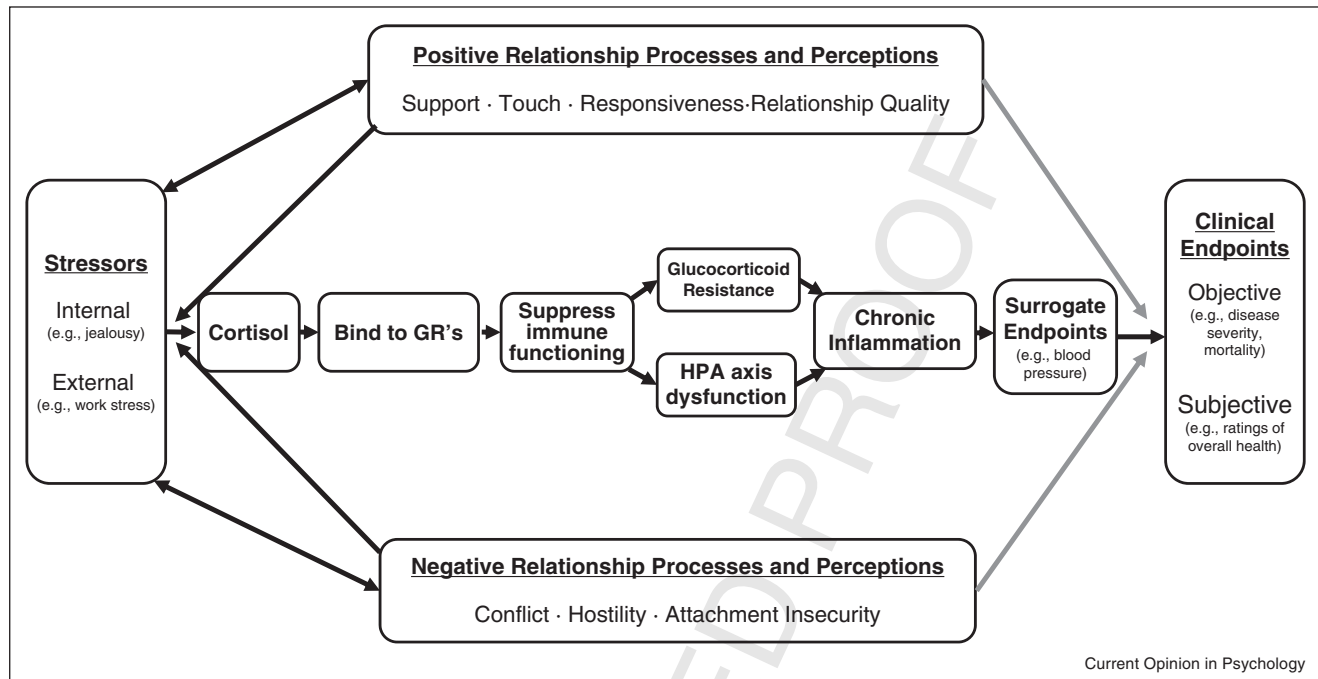 Positive Relationship Processes and Perceptions
Support · Touch · Responsiveness·Relationship Quality
Stressors
Internal
(e.g., jealousy)
External
(e.g., work stress)
Cortisol
Bind to GR's
Suppress
immune
functioning
Glucocorticoid
Resistance
HPA axis
dysfunction
Chronic
Inflammation
Surrogate
Endpoints
(e.g., blood
pressure)
Clinical
Endpoints
Objective
(e.g., disease
severity,
mortality)
Subjective
(e.g., ratings of
overall health)
Negative Relationship Processes and Perceptions
Conflict · Hostility · Attachment Insecurity
Current Opinion in Psychology
ED PROOF